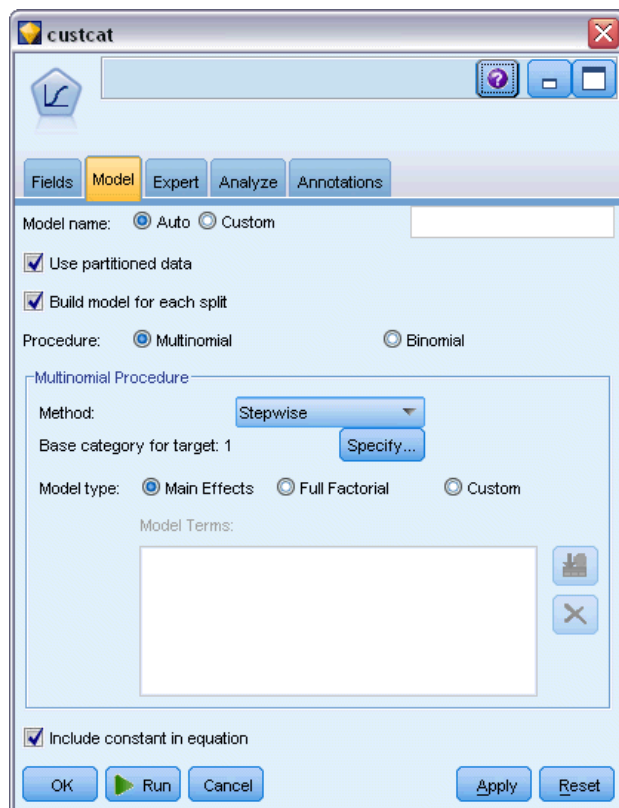 custcat
Fields Model Expert Analyze Annotations
Model name: Auto Custom
Use partitioned data
Build model for each split
Procedure: Multinomial Binomial
Multinomial Procedure
Method: Stepwise
Base category for target: 1 Specify...
Model type: Main Effects Full Factorial Custom
Model Terms:
Include constant in equation
OK Run Cancel Apply Reset